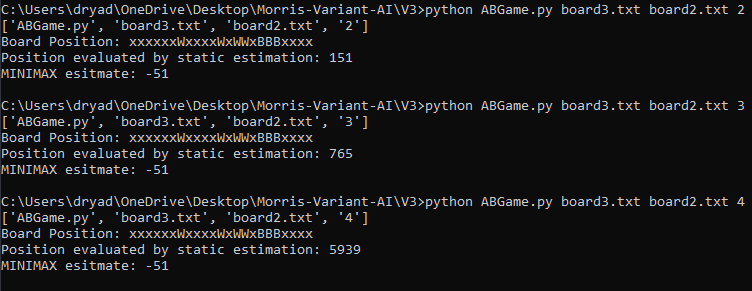 C:\Users\dryad\OneDrive\Desktop\Morris-Variant-AI\V3>python ABGame.py board3.txt board2.txt 2
['ABGame.py', 'board3.txt', 'board2.txt', '2']
Board Position: xxxxxxWxxxxWxWWxBBBxxxx
Position evaluated by static estimation: 151
MINIMAX esitmate: -51
C:\Users\dryad\OneDrive\Desktop\Morris-Variant-AI\V3>python ABGame.py board3.txt board2.txt 3
['ABGame.py', 'board3.txt', 'board2.txt', '3']
Board Position: xxxxxxWxxxxWxWWxBBBxxxx
Position evaluated by static estimation: 765
MINIMAX esitmate: -51
C:\Users\dryad\OneDrive\Desktop\Morris-Variant-AI\V3>python ABGame.py board3.txt board2.txt 4
['ABGame.py', 'board3.txt', 'board2.txt', '4']
Board Position: xxxxxxWxxxxWxWWxBBBxxxx
Position evaluated by static estimation: 5939
MINIMAX esitmate: -51